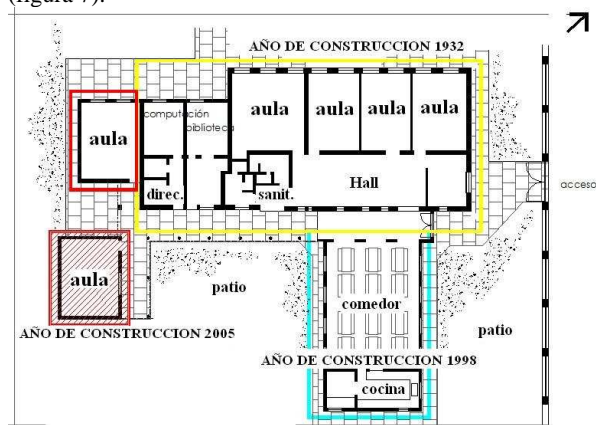 (figura 7).
AÑO DE CONSTRUCCION 1932
aula
aula
aula
aula
aula
computación
biblioteca
direc.
sanit.
Hall
acceso
aula
patio
comedor
patio
AÑO DE CONSTRUCCION 2005
AÑO DE CONSTRUCCION 1998
cocina